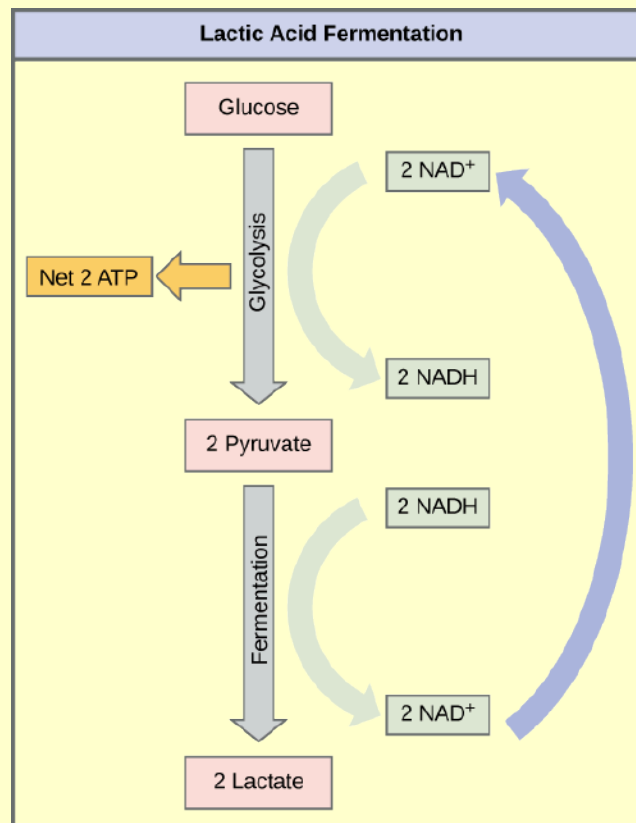 Lactic Acid Fermentation
Glucose
2 NAD⁺
Glycolysis
Net 2 ATP
2 NADH
2 Pyruvate
2 NADH
Fermentation
2 NAD⁺
2 Lactate